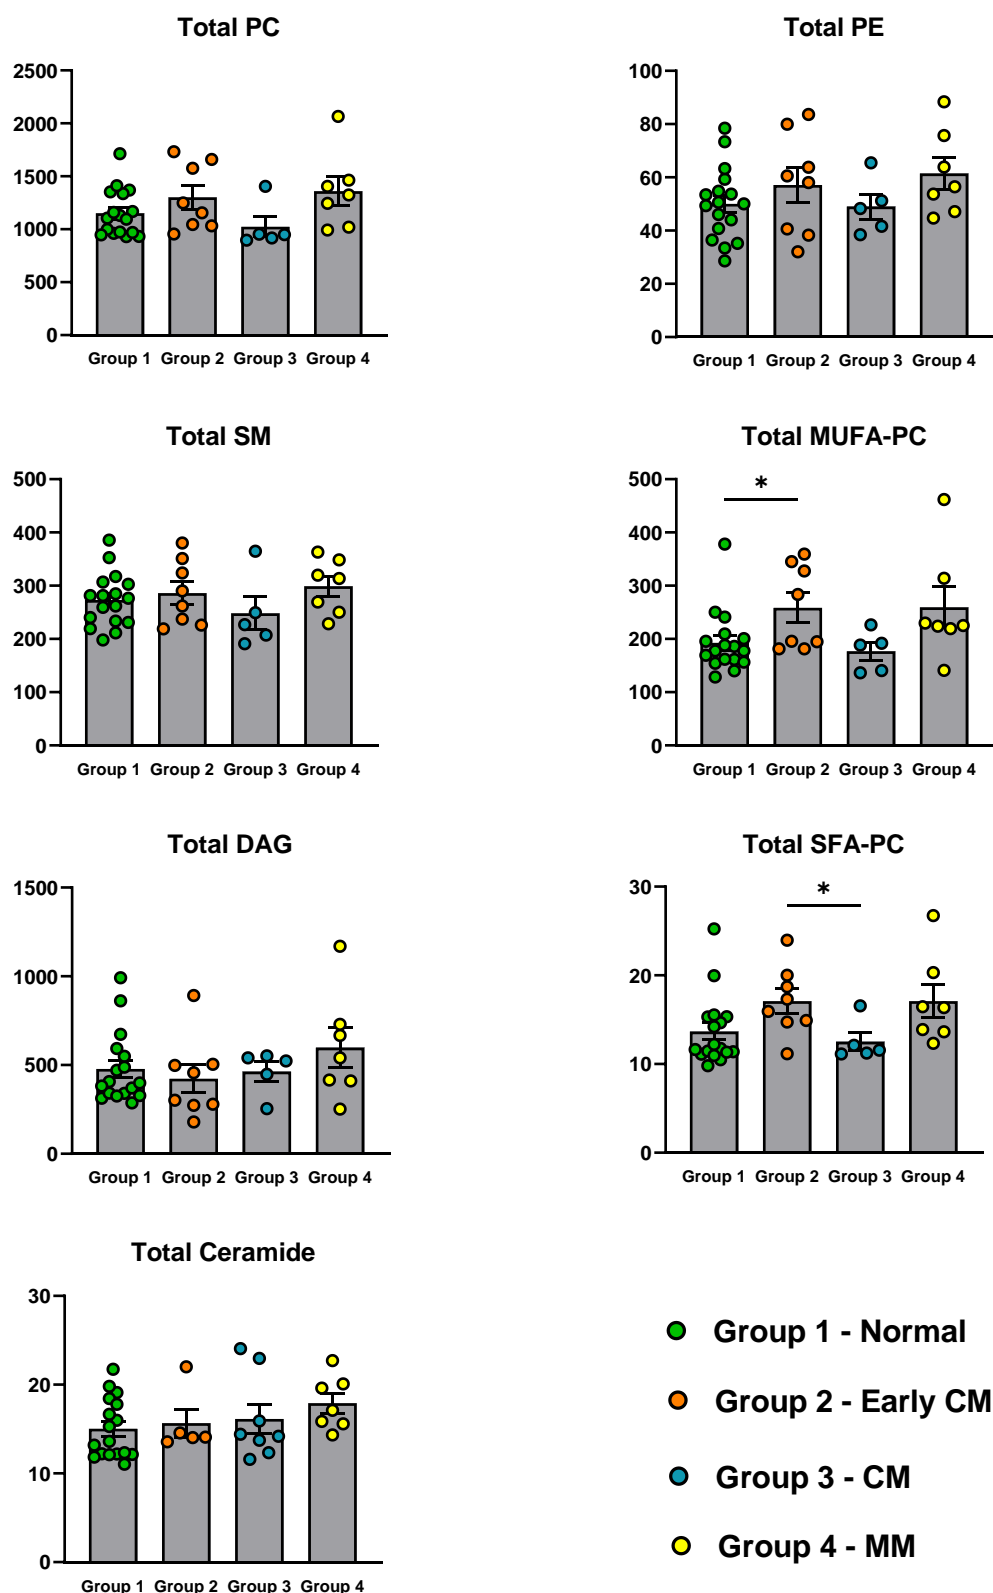 Total PC
2500
2000
1500
1000
500
0
Group 1 Group 2 Group 3 Group 4
Total PE
100
80
60
40
20
0
Group 1 Group 2 Group 3 Group 4
Total SM
500
400
300
200
100
0
Group 1 Group 2 Group 3 Group 4
Total MUFA-PC
500
400
300
200
100
0
*
Group 1 Group 2 Group 3 Group 4
Total DAG
1500
1000
500
0
Group 1 Group 2 Group 3 Group 4
Total SFA-PC
30
20
10
0
*
Group 1 Group 2 Group 3 Group 4
Total Ceramide
30
20
10
0
Group 1 Group 2 Group 3 Group 4
Group 1 - Normal
Group 2 - Early CM
Group 3 - CM
Group 4 - MM